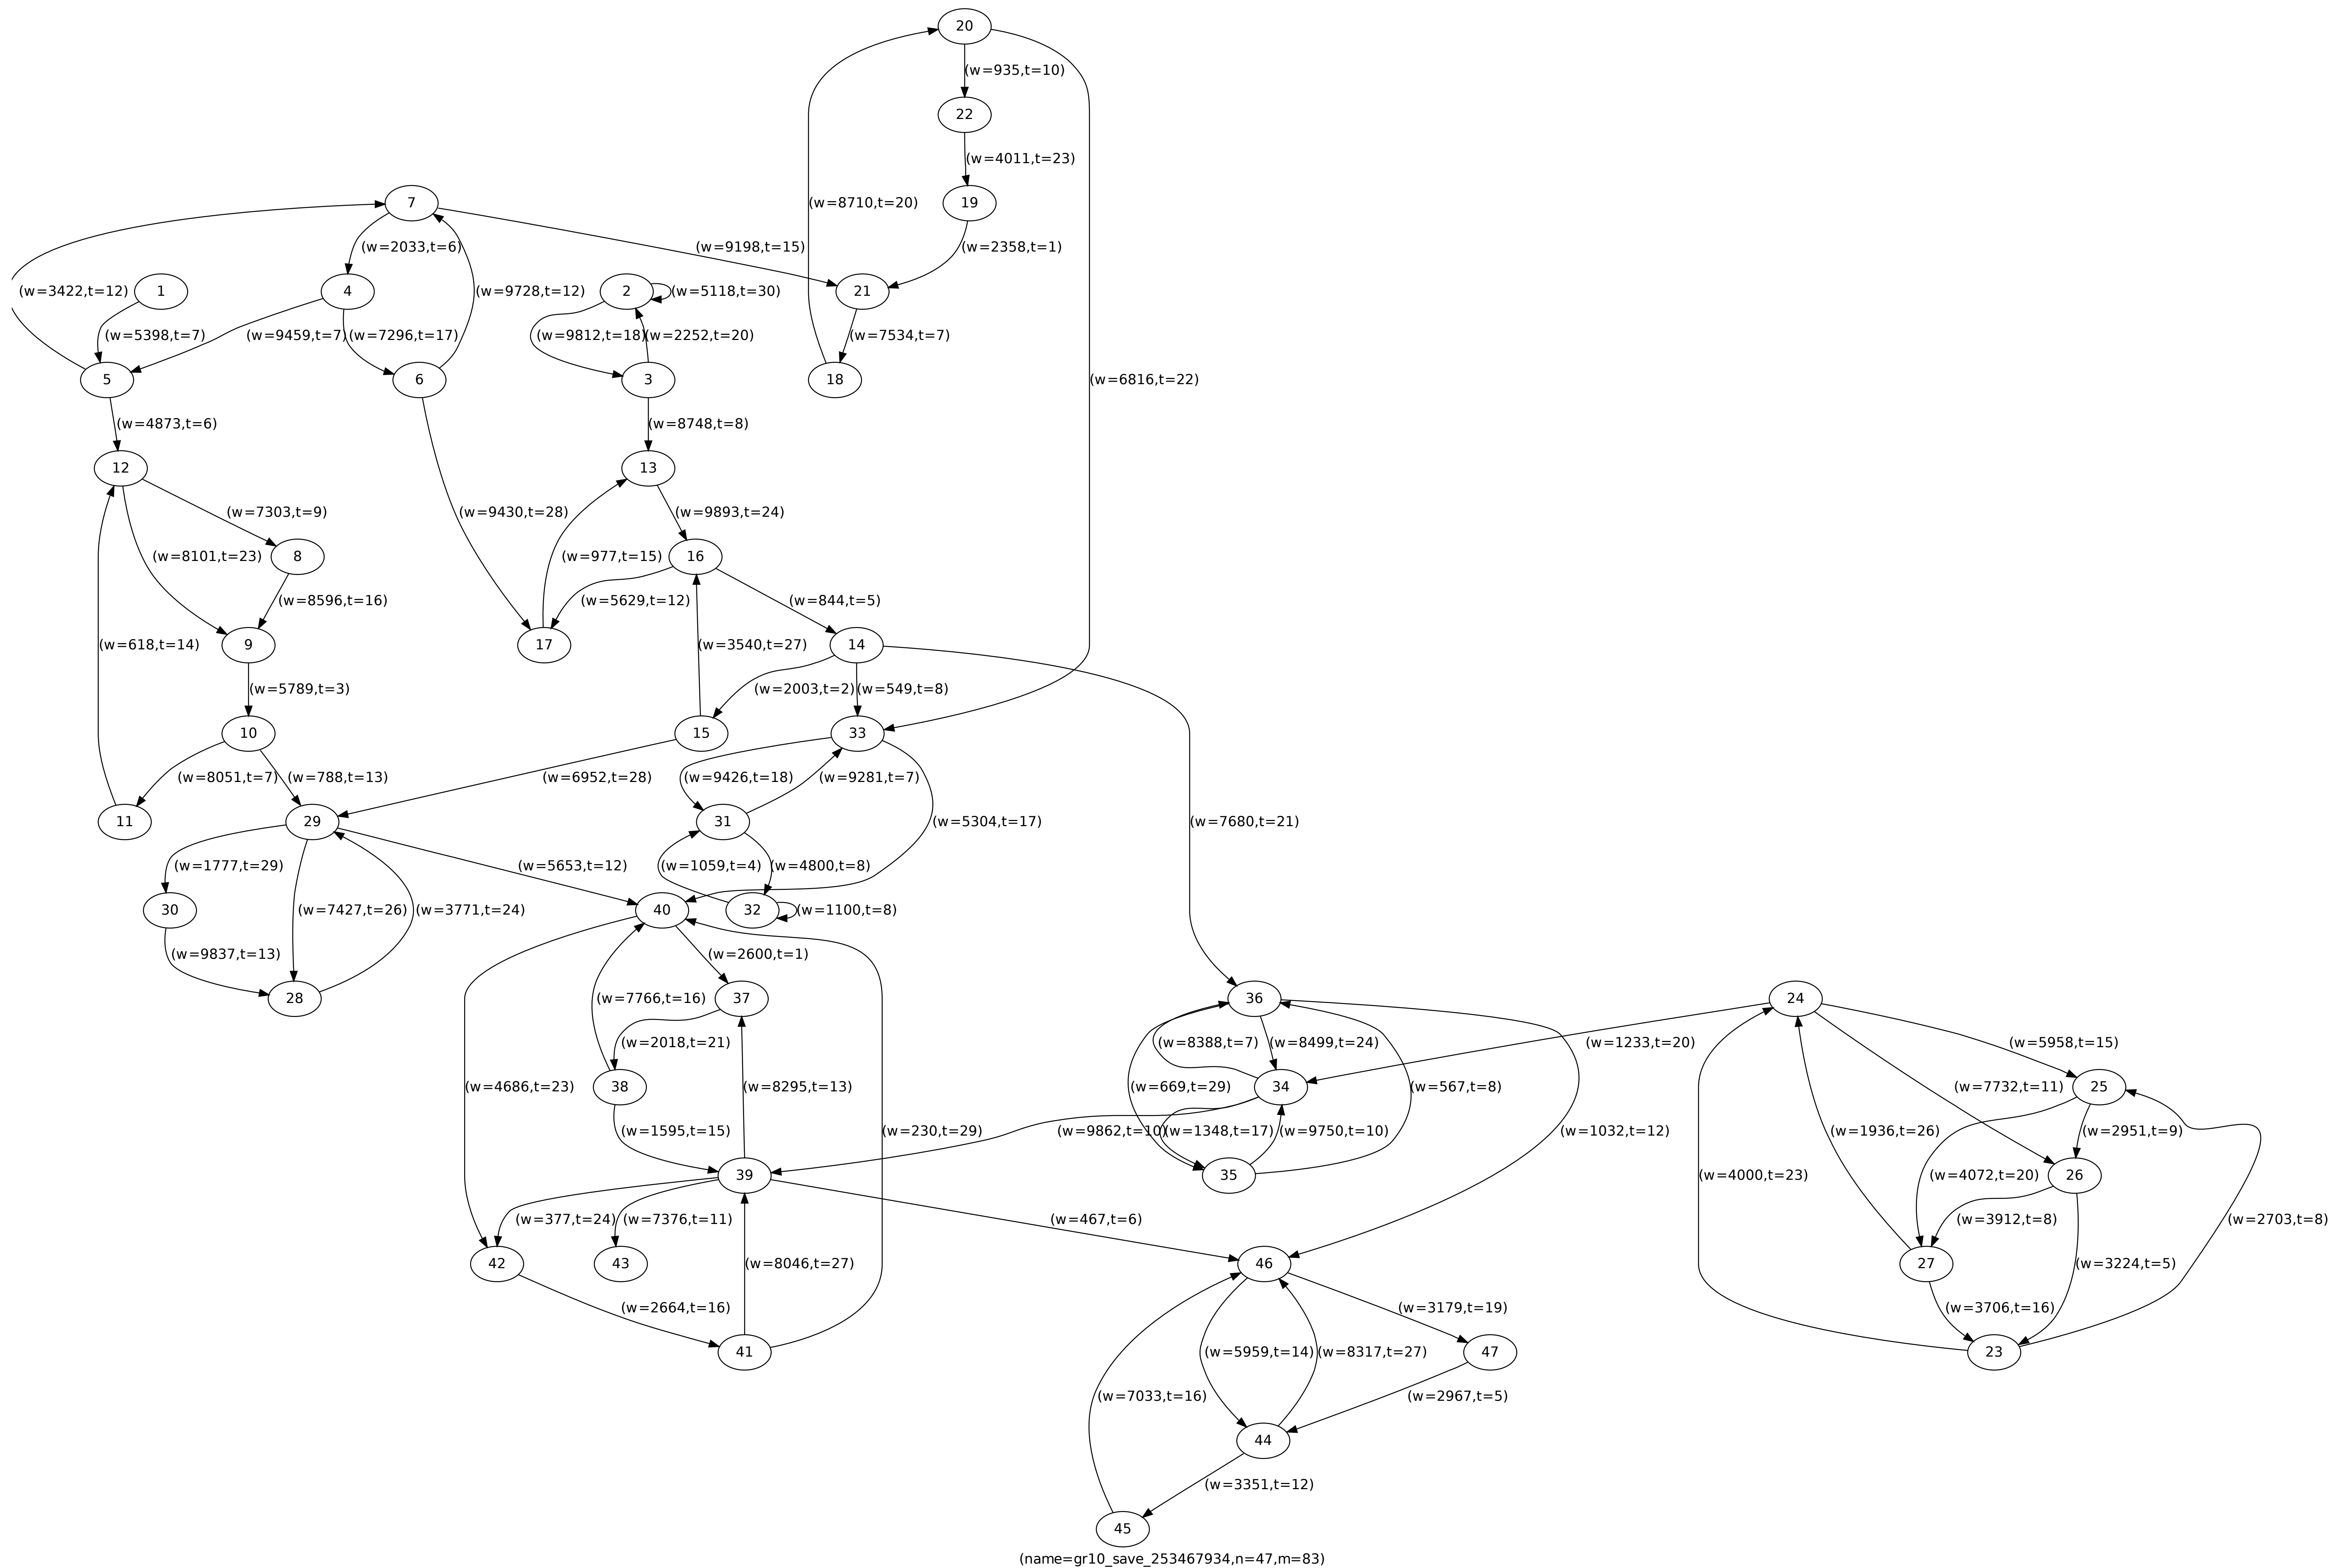 20
(w=935,t=10)
22
(w=4011,t=23)
7
(w=8710,t=20)
19
(w=2033,t=6)
(w=9198,t=15)
(w=2358,t=1)
(w=3422,t=12)
1
4
(w=9728,t=12)
2
(w=5118,t=30)
21
(w=5398,t=7)
(w=9459,t=7)
(w=7296,t=17)
(w=9812,t=18)
(w=2252,t=20)
(w=7534,t=7)
5
6
3
18
(w=6816,t=22)
(w=4873,t=6)
(w=8748,t=8)
12
13
(w=7303,t=9)
(w=9430,t=28)
(w=9893,t=24)
(w=8101,t=23)
8
(w=977,t=15)
16
(w=8596,t=16)
(w=5629,t=12)
(w=844,t=5)
(w=618,t=14)
9
17
(w=3540,t=27)
14
(w=5789,t=3)
(w=2003,t=2)
(w=549,t=8)
10
15
33
(w=8051,t=7)
(w=788,t=13)
(w=6952,t=28)
(w=9426,t=18)
(w=9281,t=7)
11
29
31
(w=5304,t=17)
(w=7680,t=21)
(w=1777,t=29)
(w=5653,t=12)
(w=1059,t=4)
(w=4800,t=8)
30
(w=7427,t=26)
(w=3771,t=24)
40
32
(w=1100,t=8)
(w=9837,t=13)
(w=2600,t=1)
28
(w=7766,t=16)
37
36
24
(w=2018,t=21)
(w=8388,t=7)
(w=8499,t=24)
(w=1233,t=20)
(w=5958,t=15)
(w=4686,t=23)
38
(w=8295,t=13)
(w=669,t=29)
34
(w=567,t=8)
(w=7732,t=11)
25
(w=1595,t=15)
(w=230,t=29)
(w=9862,t=10)
(w=1348,t=17)
(w=9750,t=10)
(w=1032,t=12)
(w=1936,t=26)
(w=2951,t=9)
39
35
(w=4000,t=23)
(w=4072,t=20)
26
(w=377,t=24)
(w=7376,t=11)
(w=467,t=6)
(w=3912,t=8)
(w=2703,t=8)
42
43
(w=8046,t=27)
46
27
(w=3224,t=5)
(w=2664,t=16)
(w=3179,t=19)
(w=3706,t=16)
41
(w=5959,t=14)
(w=8317,t=27)
47
23
(w=7033,t=16)
(w=2967,t=5)
44
(w=3351,t=12)
45
(name=gr10_save_253467934,n=47,m=83)